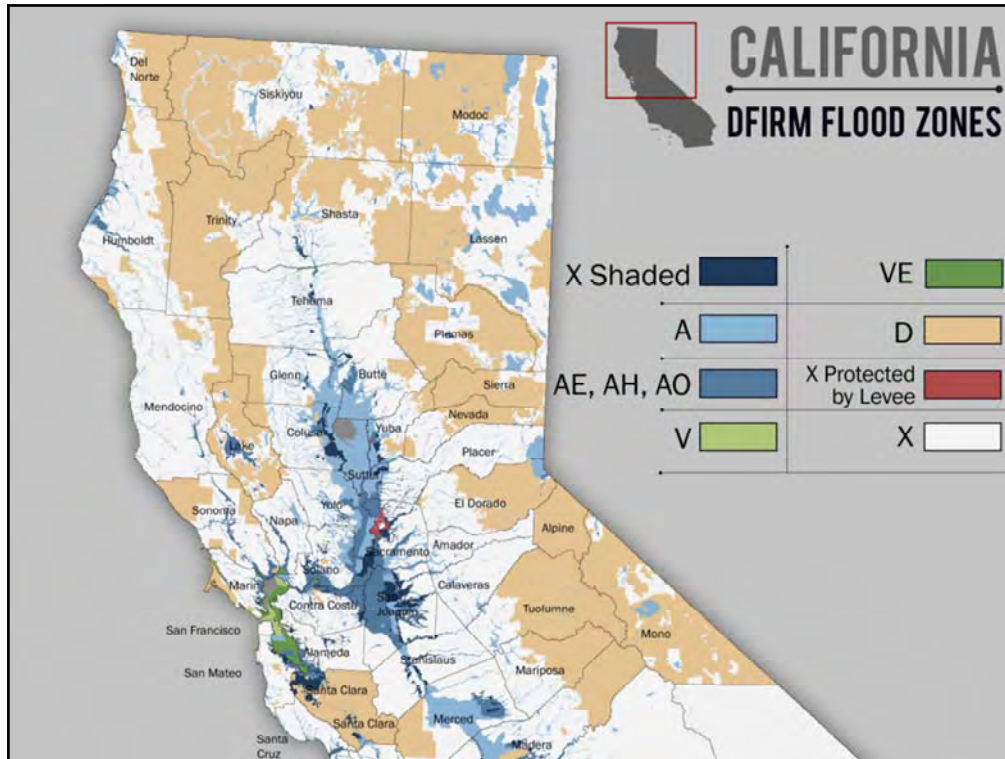 CALIFORNIA
DFIRM FLOOD ZONES
X Shaded
VE
A
D
AE, AH, AO
X Protected
by Levee
V
X
Del
Norte
Siskiyou
Modoc
Humboldt
Trinity
Shasta
Lassen
Tehama
Plumas
Glenn
Butte
Sierra
Mendocino
Nevada
Colusa
Yuba
Lake
Placer
Sutter
Sonoma
Napa
Yolo
El Dorado
Alpine
Sacramento
Amador
Solano
Marin
Calaveras
San
Joaquin
Contra Costa
Tuolumne
Mono
San Francisco
Alameda
Stanislaus
San Mateo
Mariposa
Santa Clara
Santa Clara
Merced
Santa
Cruz
Madera